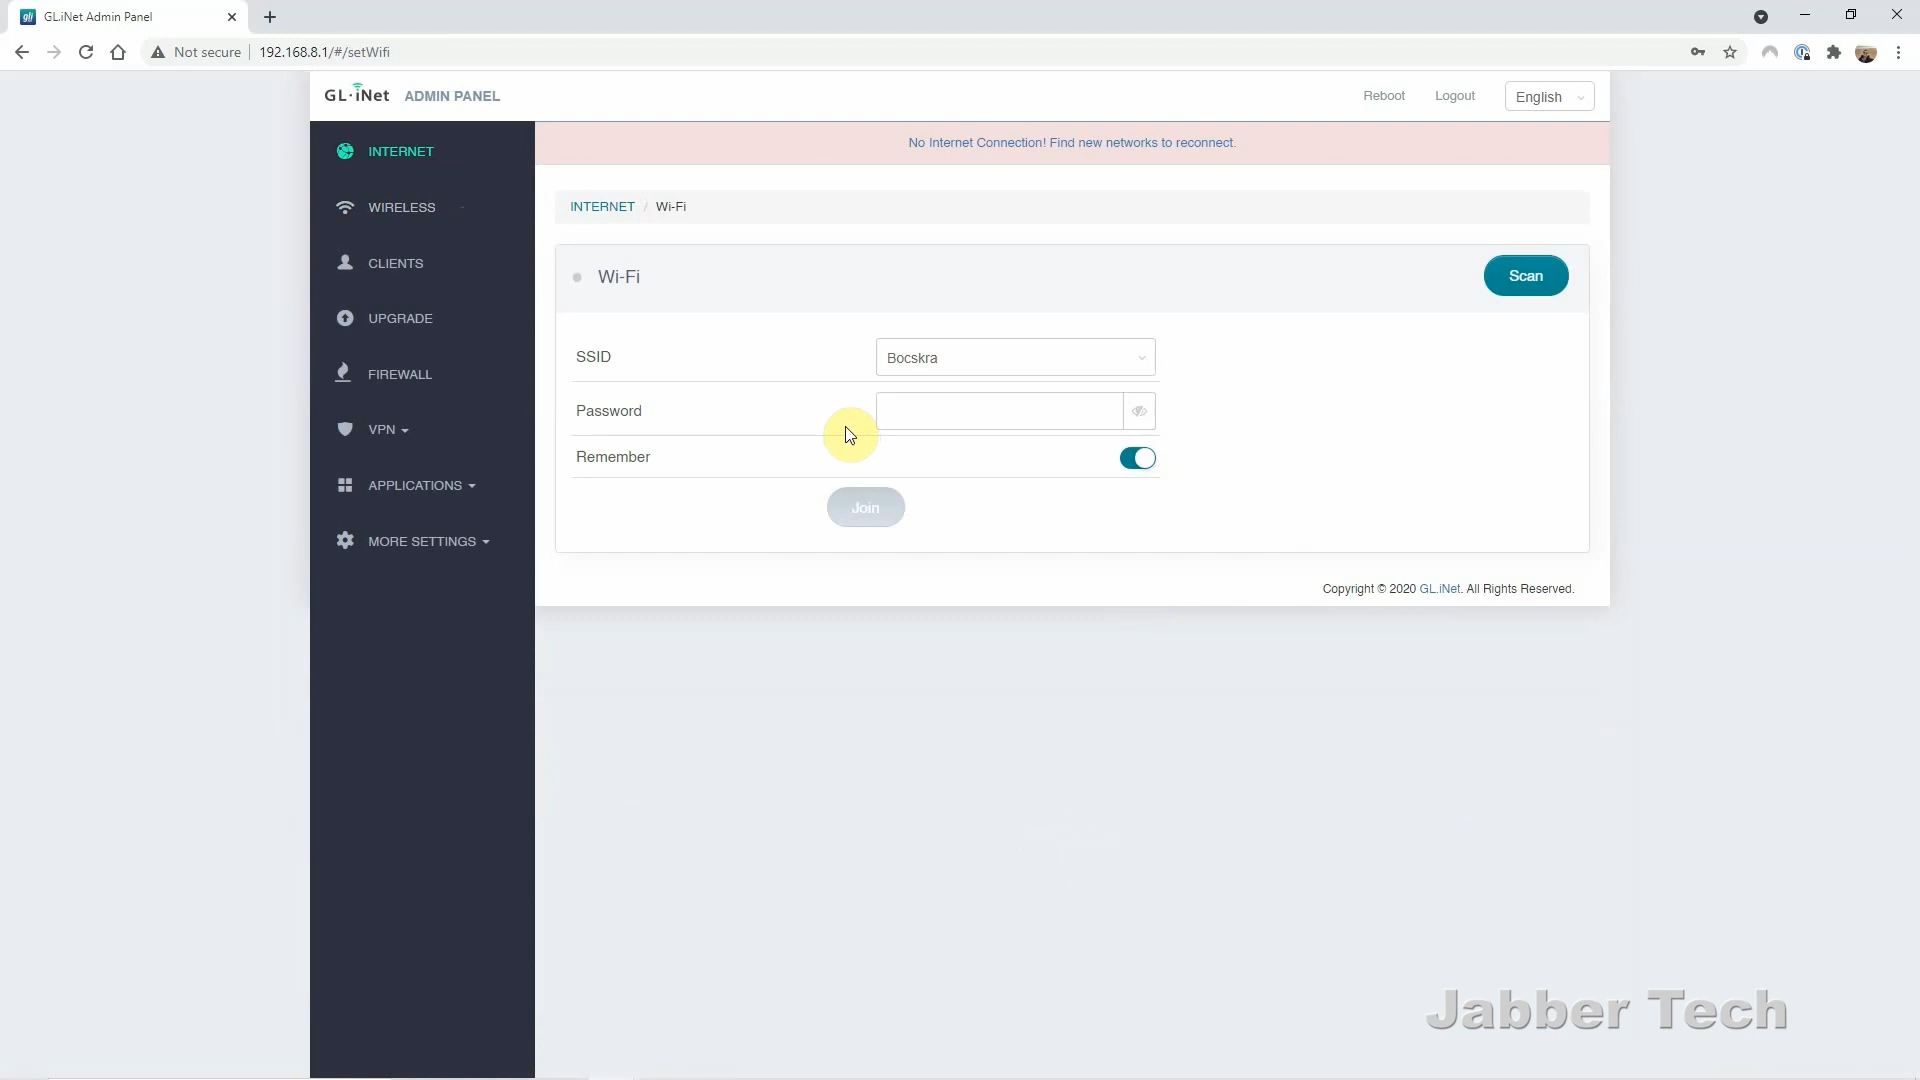 GL.iNet Admin Panel
Not secure
192.168.8.1/#/setWifi
GL·iNet ADMIN PANEL
Reboot
Logout
English
INTERNET
WIRELESS
CLIENTS
UPGRADE
FIREWALL
VPN
APPLICATIONS
MORE SETTINGS
No Internet Connection! Find new networks to reconnect.
INTERNET / Wi-Fi
Wi-Fi
Scan
SSID
Bocskra
Password
Remember
Join
Copyright © 2020 GL.iNet. All Rights Reserved.
Jabber Tech